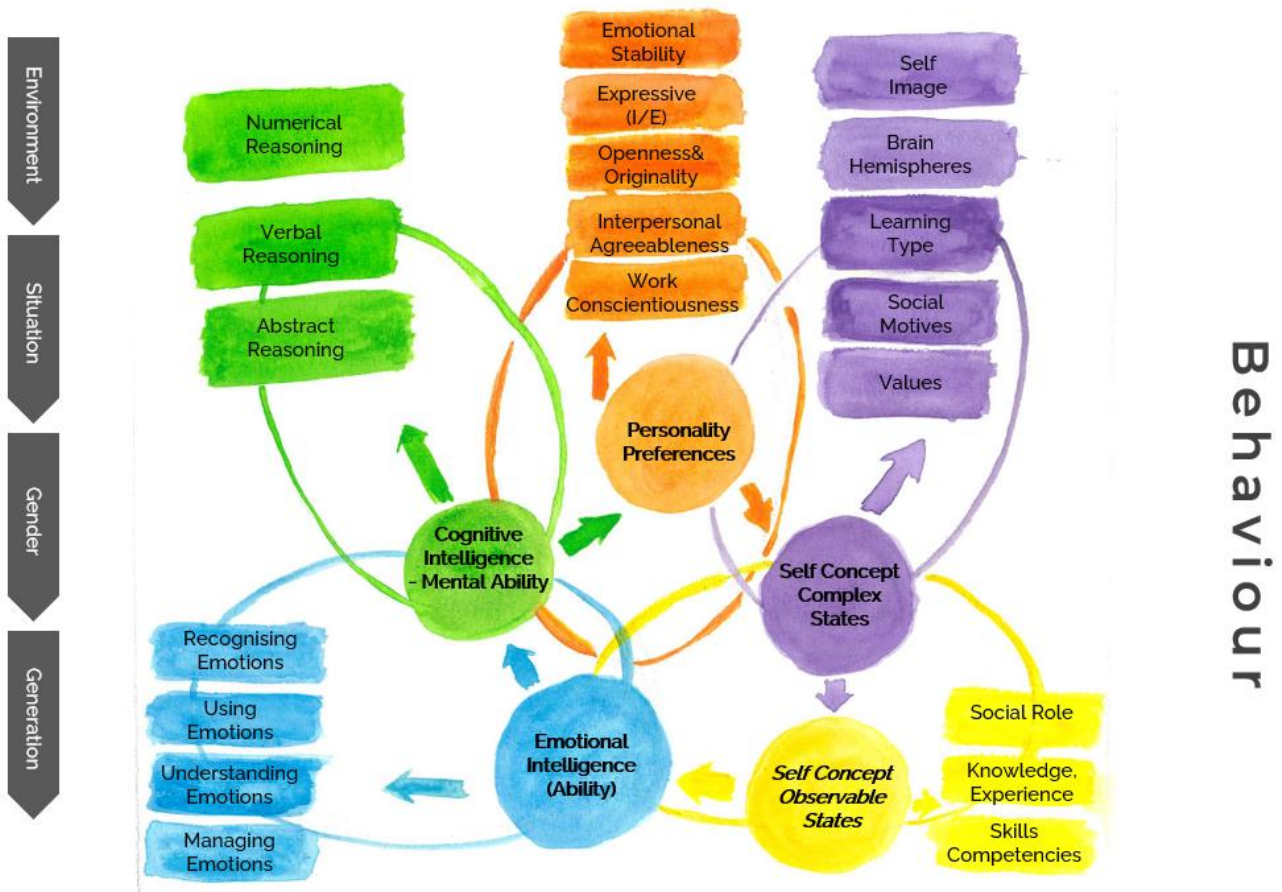 Environment
Situation
Gender
Generation
Numerical
Reasoning
Verbal
Reasoning
Abstract
Reasoning
Emotional
Stability
Expressive
(I/E)
Openness&
Originality
Interpersonal
Agreeableness
Work
Conscientiousness
Self
Image
Brain
Hemispheres
Learning
Type
Social
Motives
Values
Personality
Preferences
Cognitive
Intelligence
- Mental Ability
Self Concept
Complex
States
Recognising
Emotions
Using
Emotions
Understanding
Emotions
Managing
Emotions
Emotional
Intelligence
(Ability)
Self Concept
Observable
States
Social Role
Knowledge,
Experience
Skills
Competencies
Behaviour